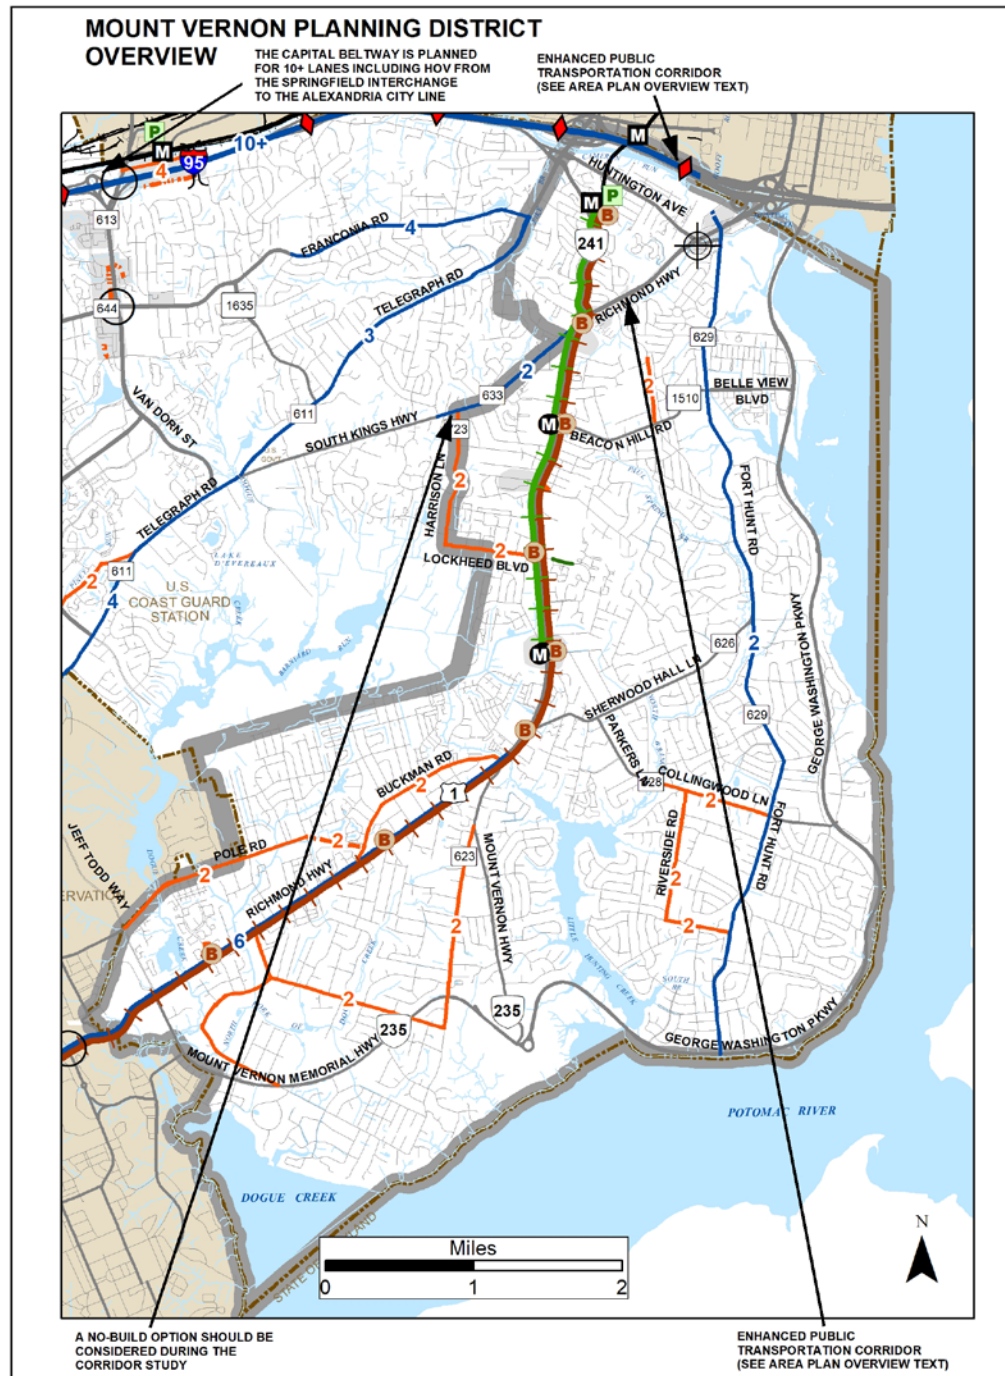 MOUNT VERNON PLANNING DISTRICT
OVERVIEW
THE CAPITAL BELTWAY IS PLANNED
FOR 10+ LANES INCLUDING HOV FROM
THE SPRINGFIELD INTERCHANGE
TO THE ALEXANDRIA CITY LINE
ENHANCED PUBLIC
TRANSPORTATION CORRIDOR
(SEE AREA PLAN OVERVIEW TEXT)
P
M
10+
95
4
M
HUNTINGTON AVE
M
P
B
613
FRANCONIA RD
4
241
TELEGRAPH RD
RICHMOND HWY
644
1635
B
629
3
2
2
BELLE VIEW
BLVD
1510
633
VAN DORN ST
611
SOUTH KINGS HWY
723
M
B
BEACON HILL RD
HARRISON LN
2
FORT HUNT RD
TELEGRAPH RD
LAKE
D'EVEREAUX
2
B
LOCKHEED BLVD
611
2
4
U.S.
COAST GUARD
STATION
GEORGE WASHINGTON PKWY
BARNYARD RUN
626
2
M
B
SHERWOOD HALL LN
629
B
PARKERS LN
BUCKMAN RD
2
1
628
COLLINGWOOD LN
2
JEFF TODD WAY
POLE RD
2
2
B
623
MOUNT VERNON HWY
RIVERSIDE RD
2
FORT HUNT RD
RICHMOND HWY
6
B
2
2
LITTLE HUNTING CREEK
2
235
235
MOUNT VERNON MEMORIAL HWY
GEORGE WASHINGTON PKWY
POTOMAC RIVER
DOGUE CREEK
N
Miles
0
1
2
A NO-BUILD OPTION SHOULD BE
CONSIDERED DURING THE
CORRIDOR STUDY
ENHANCED PUBLIC
TRANSPORTATION CORRIDOR
(SEE AREA PLAN OVERVIEW TEXT)